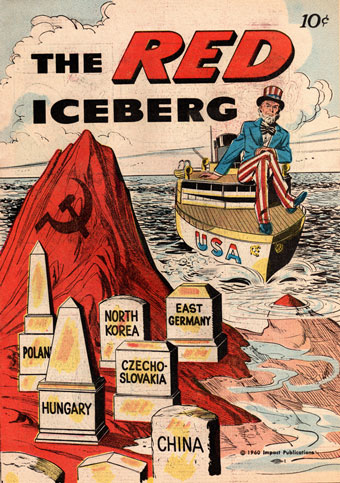 10¢
THE RED
ICEBERG
USA
NORTH
KOREA
EAST
GERMANY
POLAN
CZECHO-
SLOVAKIA
HUNGARY
CHINA
© 1960 Impact Publications